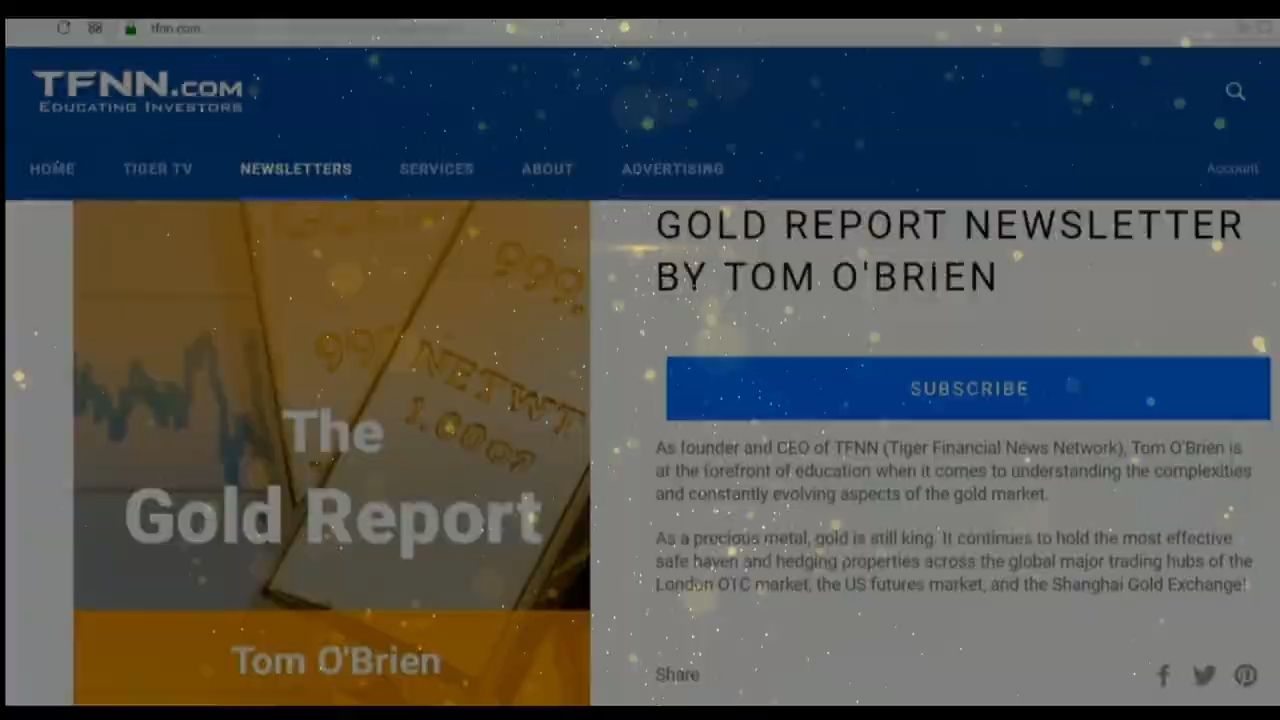 tfnn.com
TFNN.COM
EDUCATING INVESTORS
HOME TIGER TV NEWSLETTERS SERVICES ABOUT ADVERTISING Account
GOLD REPORT NEWSLETTER
BY TOM O'BRIEN
999.
999
NETWT
1.00oz
The
Gold Report
Tom O'Brien
SUBSCRIBE
As founder and CEO of TFNN (Tiger Financial News Network), Tom O'Brien is
at the forefront of education when it comes to understanding the complexities
and constantly evolving aspects of the gold market.
As a precious metal, gold is still king. It continues to hold the most effective
safe haven and hedging properties across the global major trading hubs of the
London OTC market, the US futures market, and the Shanghai Gold Exchange!
Share